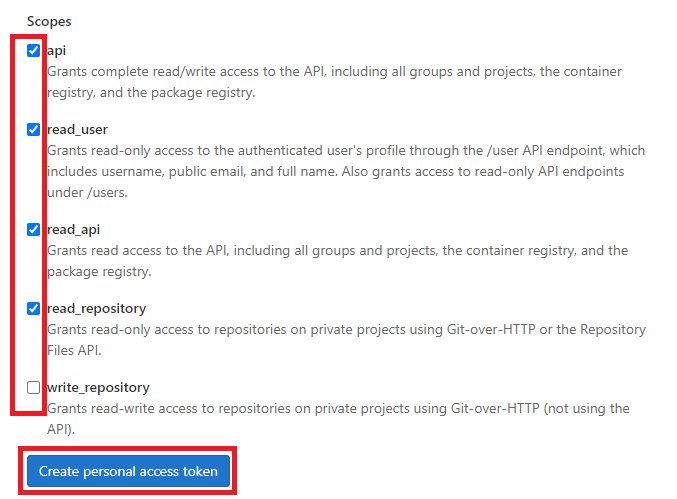 Scopes
api
Grants complete read/write access to the API, including all groups and projects, the container
registry, and the package registry.
read_user
Grants read-only access to the authenticated user's profile through the /user API endpoint, which
includes username, public email, and full name. Also grants access to read-only API endpoints
under /users.
read_api
Grants read access to the API, including all groups and projects, the container registry, and the
package registry.
read_repository
Grants read-only access to repositories on private projects using Git-over-HTTP or the Repository
Files API.
write_repository
Grants read-write access to repositories on private projects using Git-over-HTTP (not using the
API).
Create personal access token